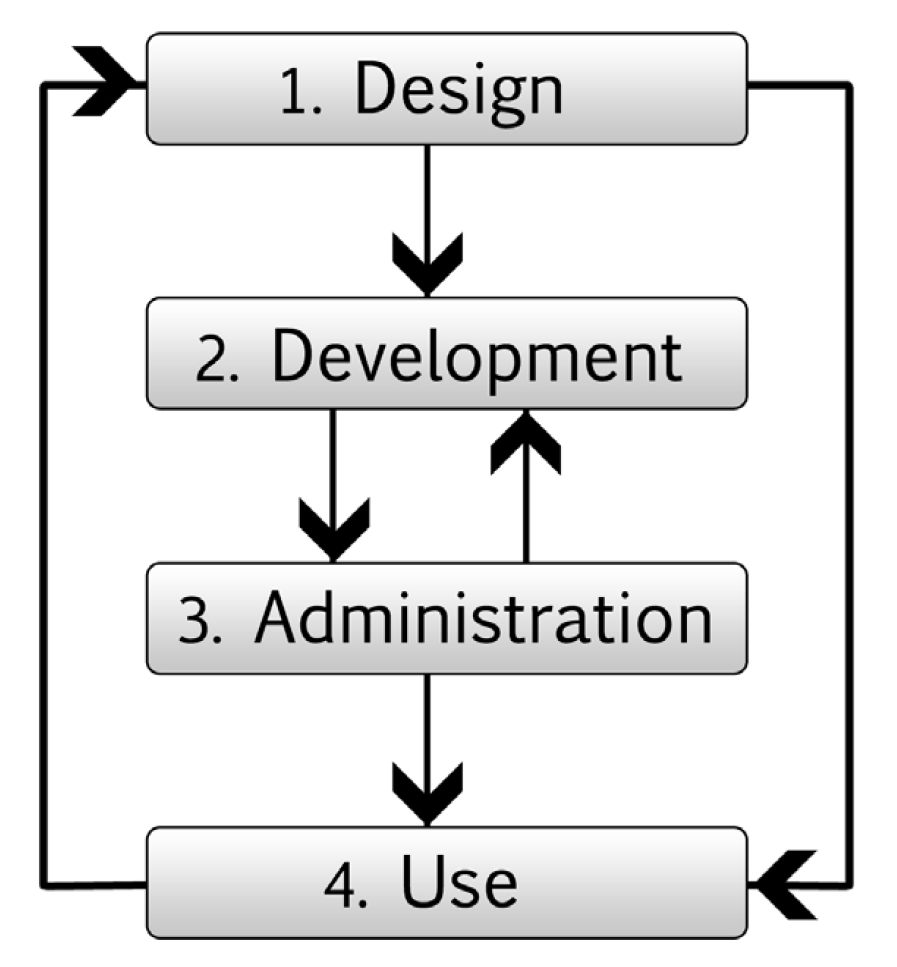 1. Design
2. Development
3. Administration
4. Use